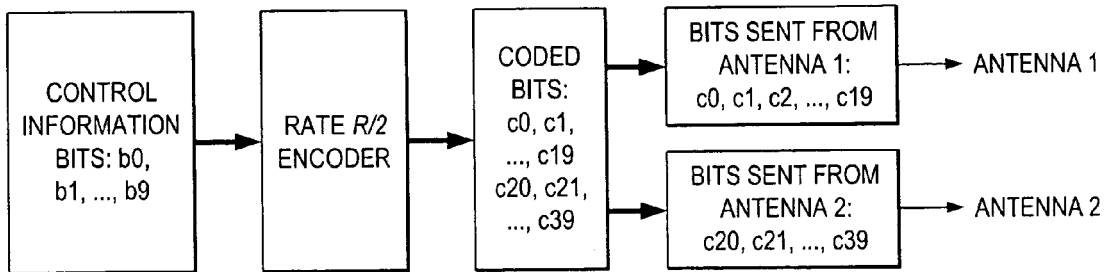 CONTROL
INFORMATION
BITS: b0,
b1, ..., b9
RATE R/2
ENCODER
CODED
BITS:
c0, c1,
..., c19
c20, c21,
..., c39
BITS SENT FROM
ANTENNA 1:
c0, c1, c2, ..., c19
ANTENNA 1
BITS SENT FROM
ANTENNA 2:
c20, c21, ..., c39
ANTENNA 2